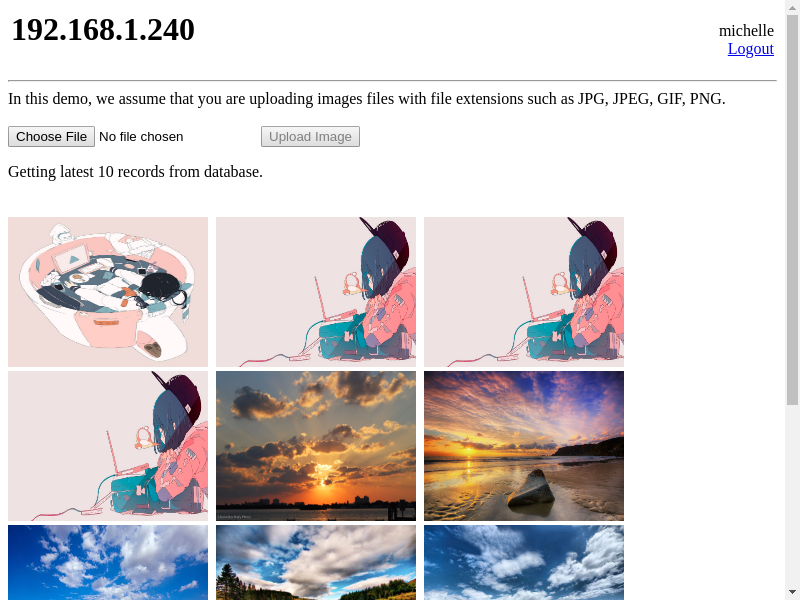 192.168.1.240
michelle
Logout
In this demo, we assume that you are uploading images files with file extensions such as JPG, JPEG, GIF, PNG.
Choose File No file chosen Upload Image
Getting latest 10 records from database.